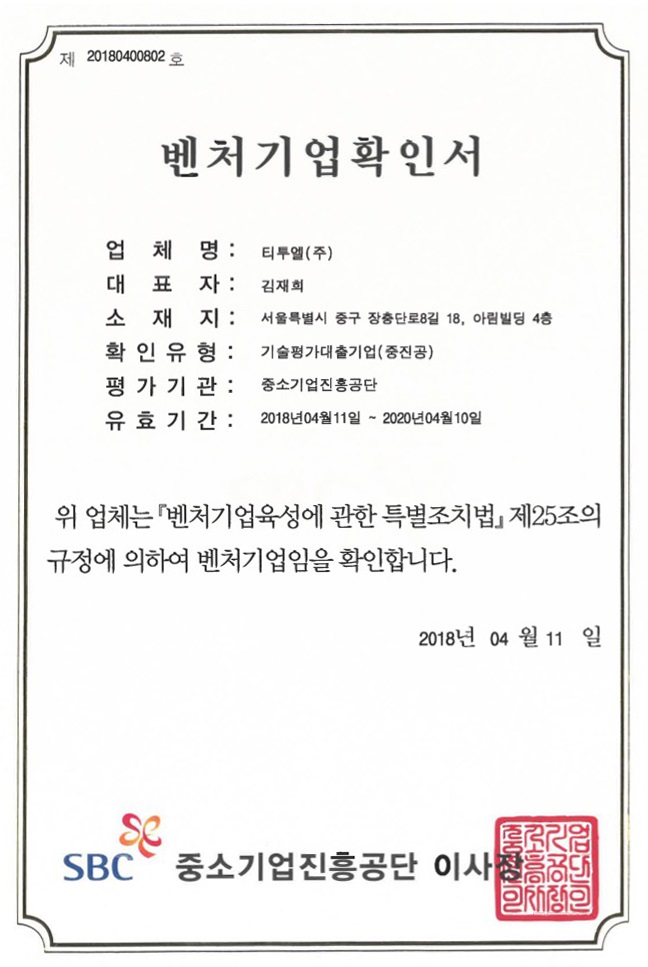 제 20180400802 호
벤처기업확인서
업 체 명 : 티투엘(주)
대 표 자 : 김재희
소 재 지 : 서울특별시 중구 장충단로8길 18, 아림빌딩 4층
확 인 유 형 : 기술평가대출기업(중진공)
평 가 기 관 : 중소기업진흥공단
유 효 기 간 : 2018년04월11일 ~ 2020년04월10일
위 업체는『벤처기업육성에 관한 특별조치법』제25조의
규정에 의하여 벤처기업임을 확인합니다.
2018년 04 월 11 일
SBC 중소기업진흥공단 이사장